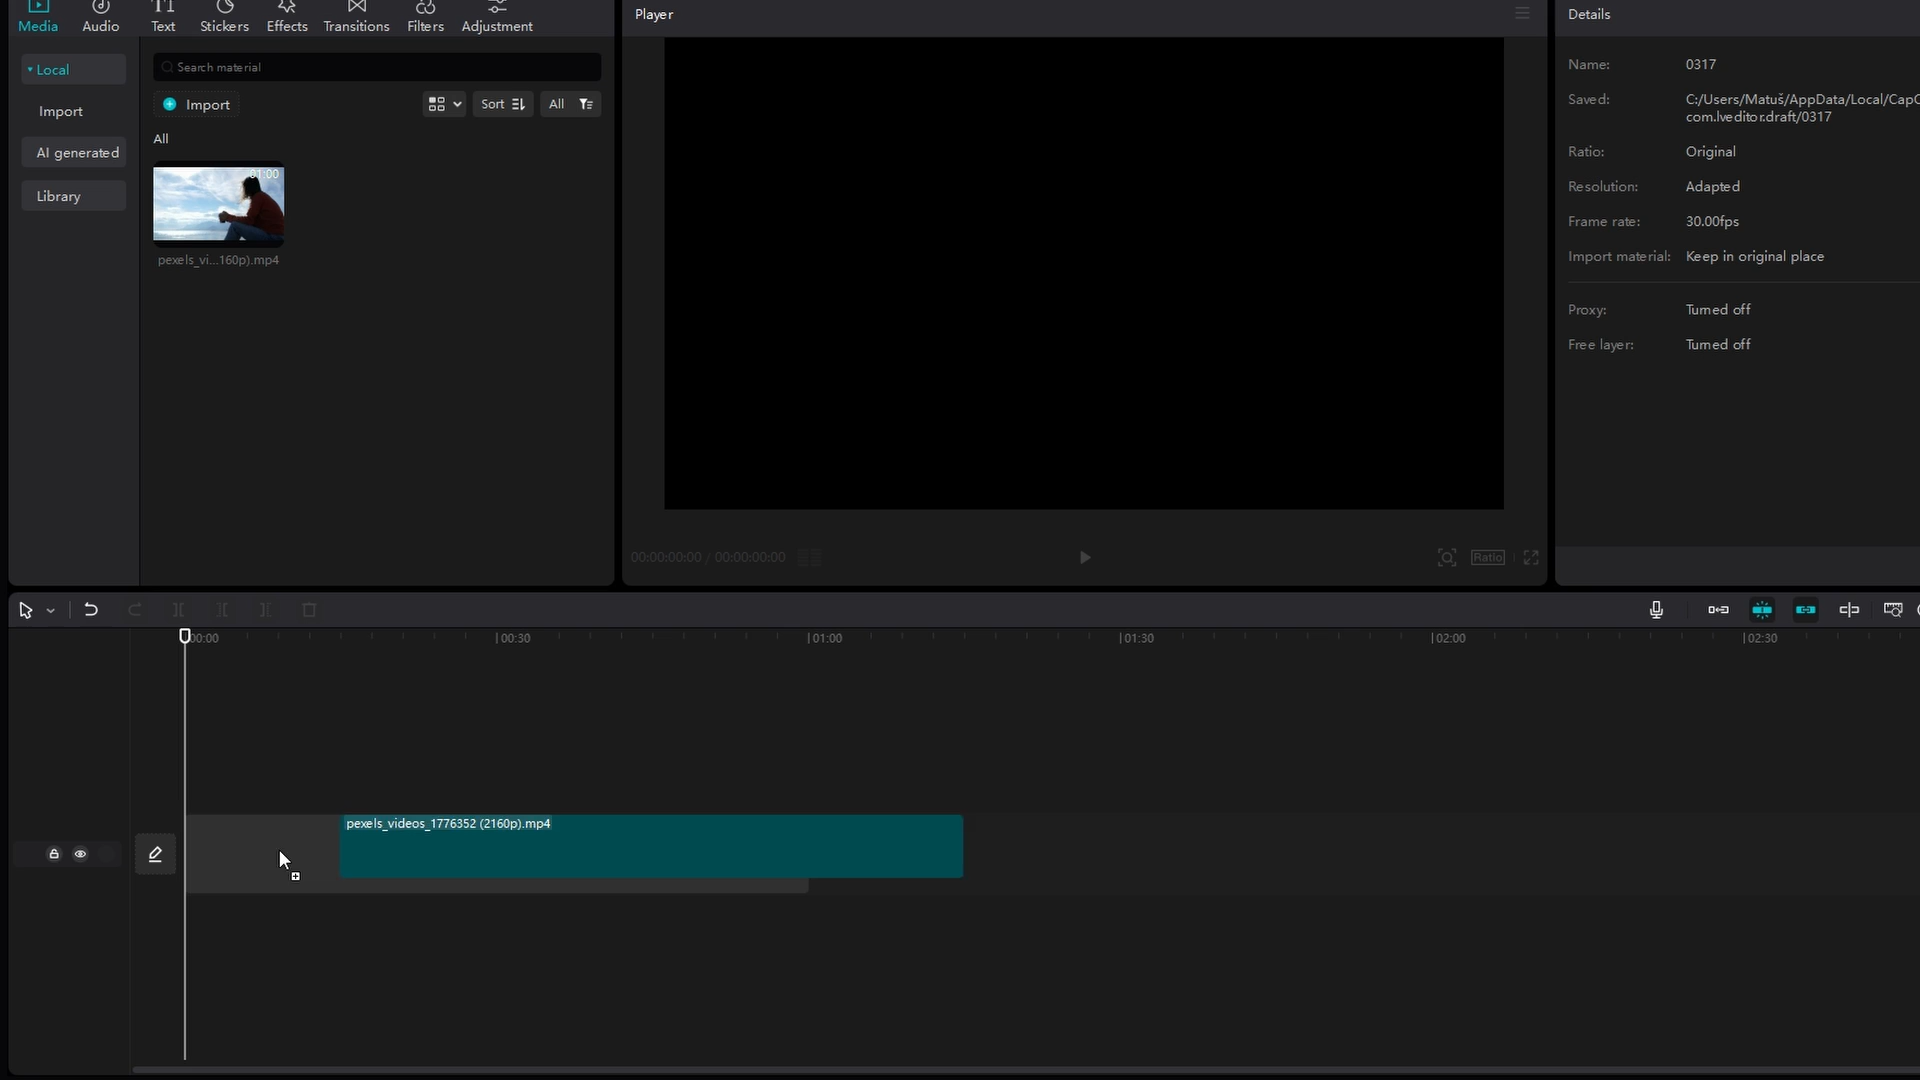 Media
Audio
Text
Stickers
Effects
Transitions
Filters
Adjustment
Local
Import
AI generated
Library
Search material
Import
Sort
All
All
01:00
pexels_vi...160p).mp4
Player
00:00:00:00 / 00:00:00:00
Ratio
Details
Name: 0317
Saved: C:/Users/Matuš/AppData/Local/Cap
com.lveditor.draft/0317
Ratio: Original
Resolution: Adapted
Frame rate: 30.00fps
Import material: Keep in original place
Proxy: Turned off
Free layer: Turned off
00:00
00:30
01:00
01:30
02:00
02:30
pexels_videos_1776352 (2160p).mp4